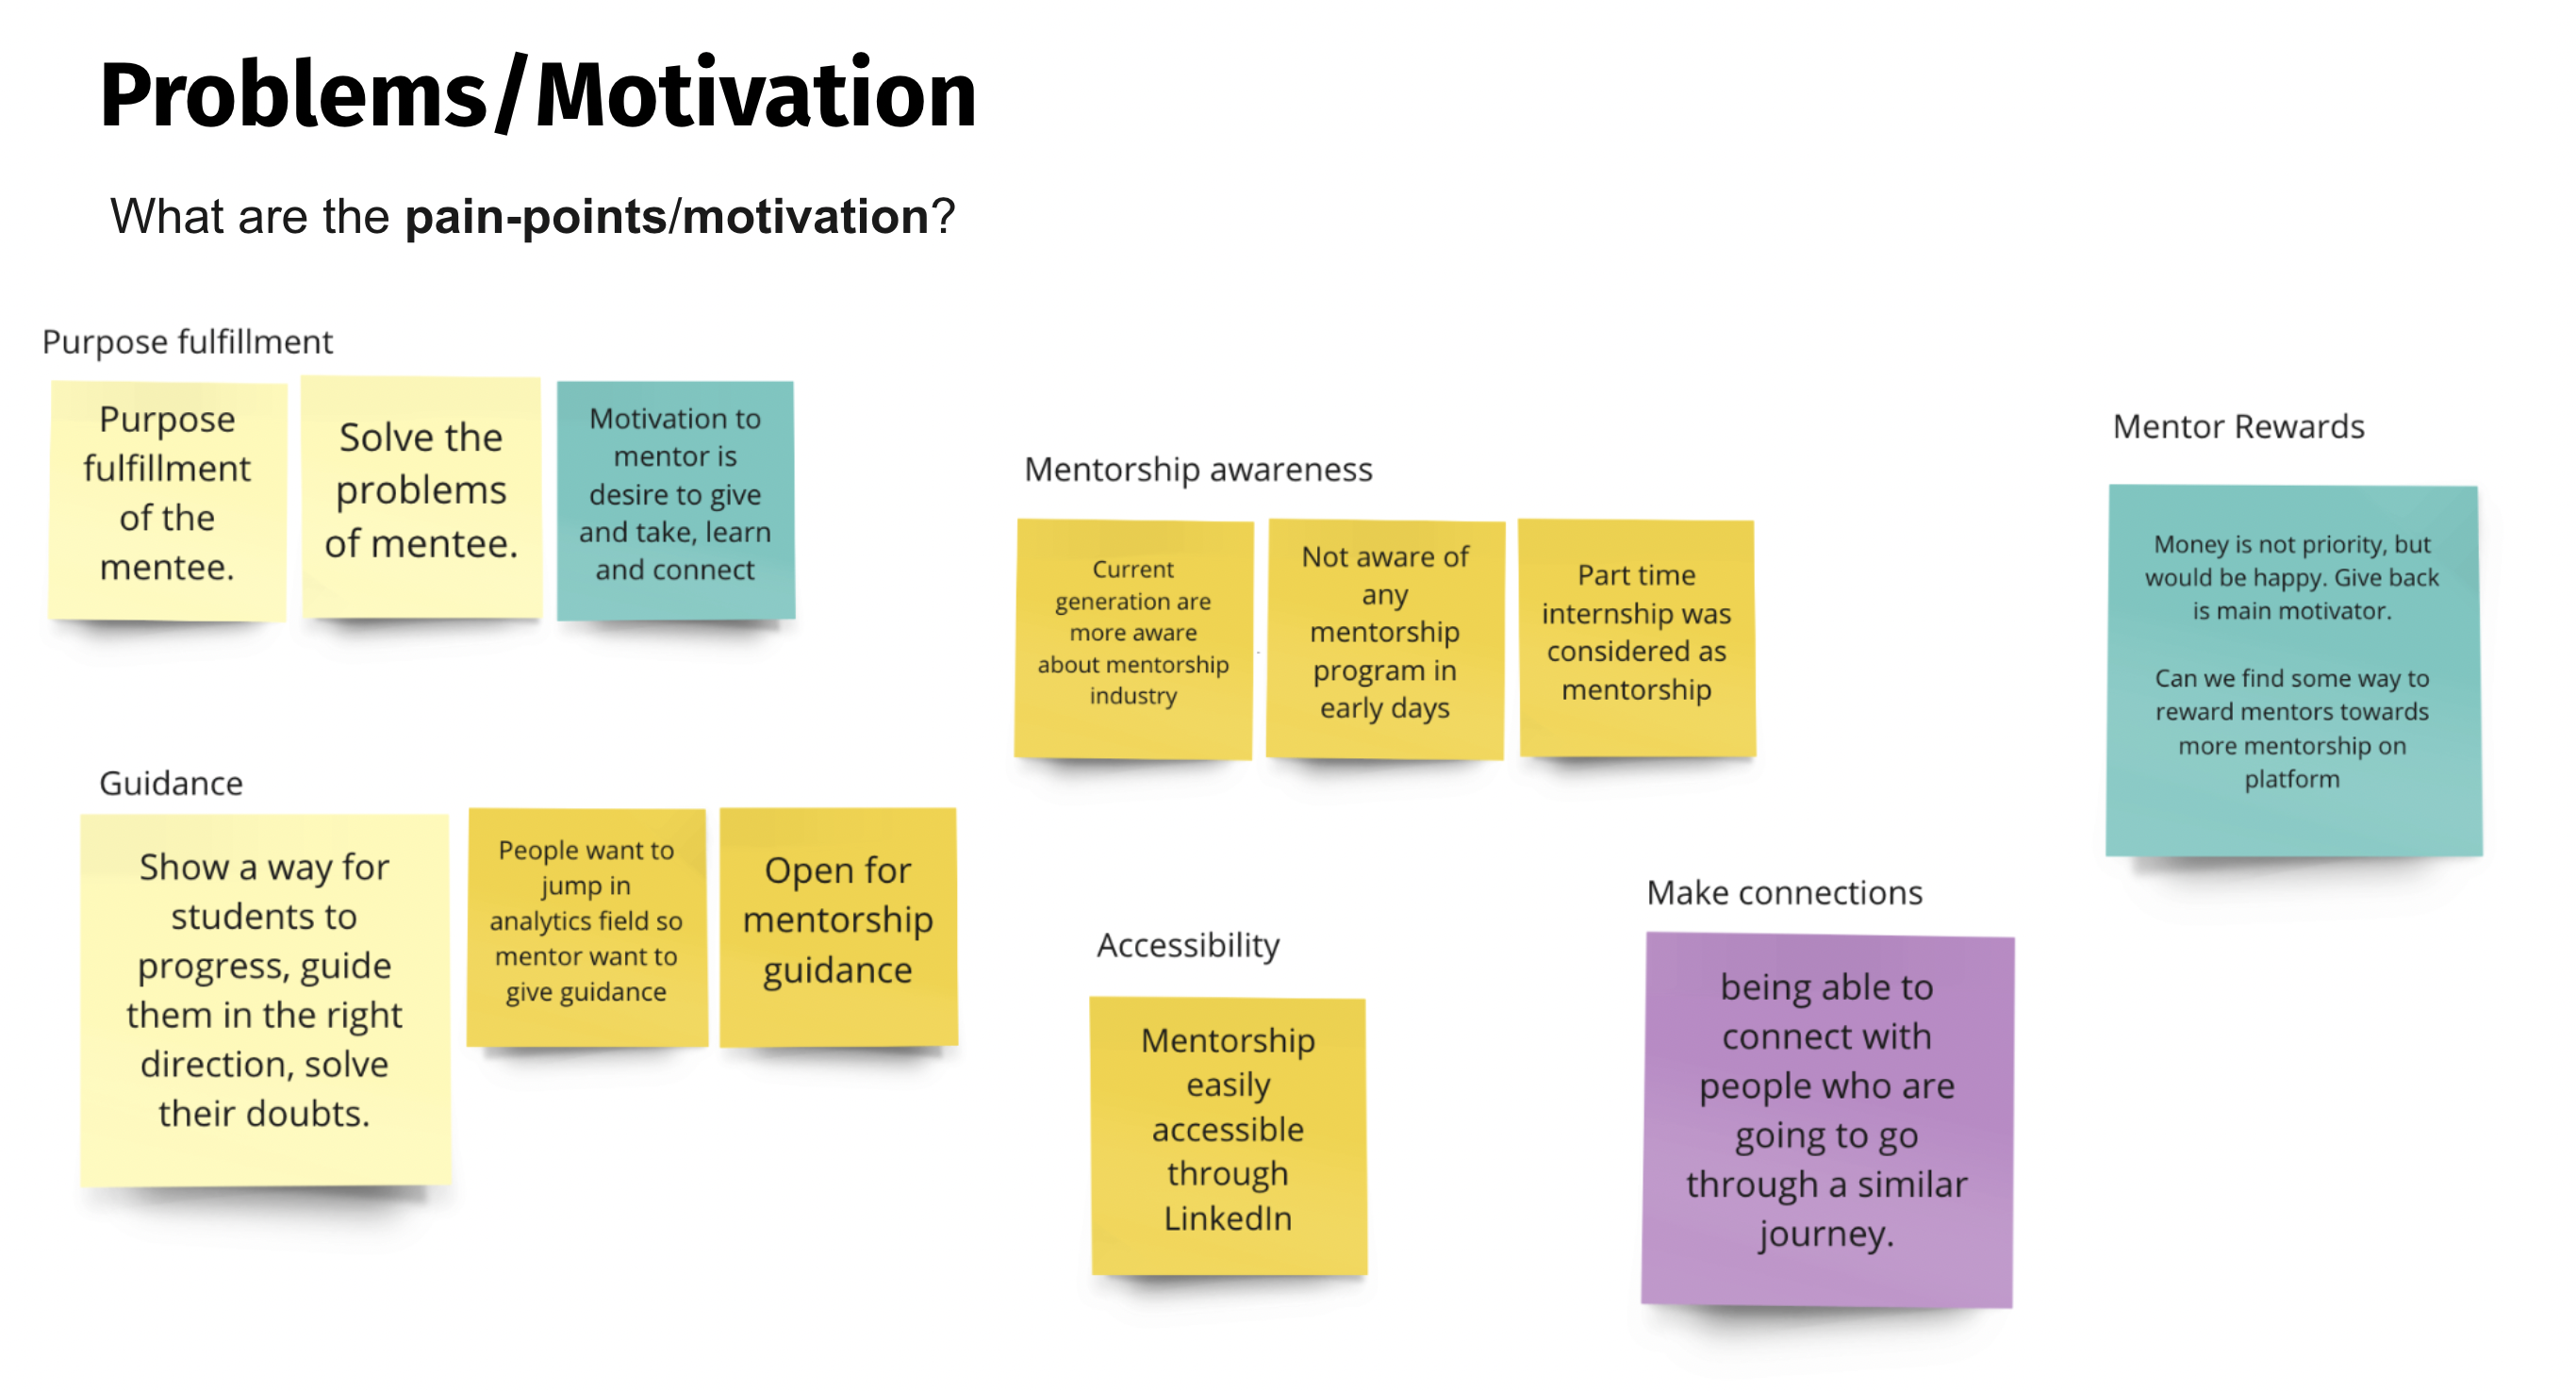 Problems/Motivation
What are the pain-points/motivation?
Purpose fulfillment
Purpose
fulfillment
of the
mentee.
Solve the
problems
of mentee.
Motivation to
mentor is
desire to give
and take, learn
and connect
Mentorship awareness
Current
generation are
more aware
about mentorship
industry
Not aware of
any
mentorship
program in
early days
Part time
internship was
considered as
mentorship
Mentor Rewards
Money is not priority, but
would be happy. Give back
is main motivator.
Can we find some way to
reward mentors towards
more mentorship on
platform
Guidance
Show a way for
students to
progress, guide
them in the right
direction, solve
their doubts.
People want to
jump in
analytics field so
mentor want to
give guidance
Open for
mentorship
guidance
Accessibility
Mentorship
easily
accessible
through
LinkedIn
Make connections
being able to
connect with
people who are
going to go
through a similar
journey.